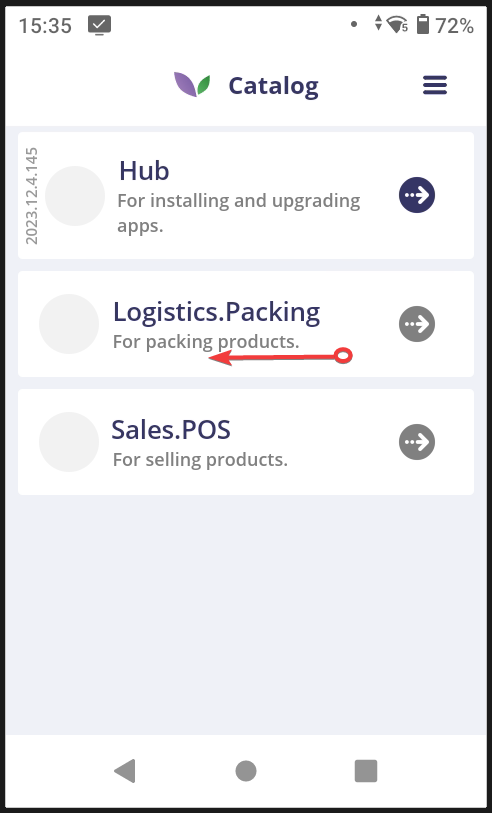 15:35
5 72%
Catalog
2023.12.4.145
Hub
For installing and upgrading
apps.
Logistics.Packing
For packing products.
Sales.POS
For selling products.